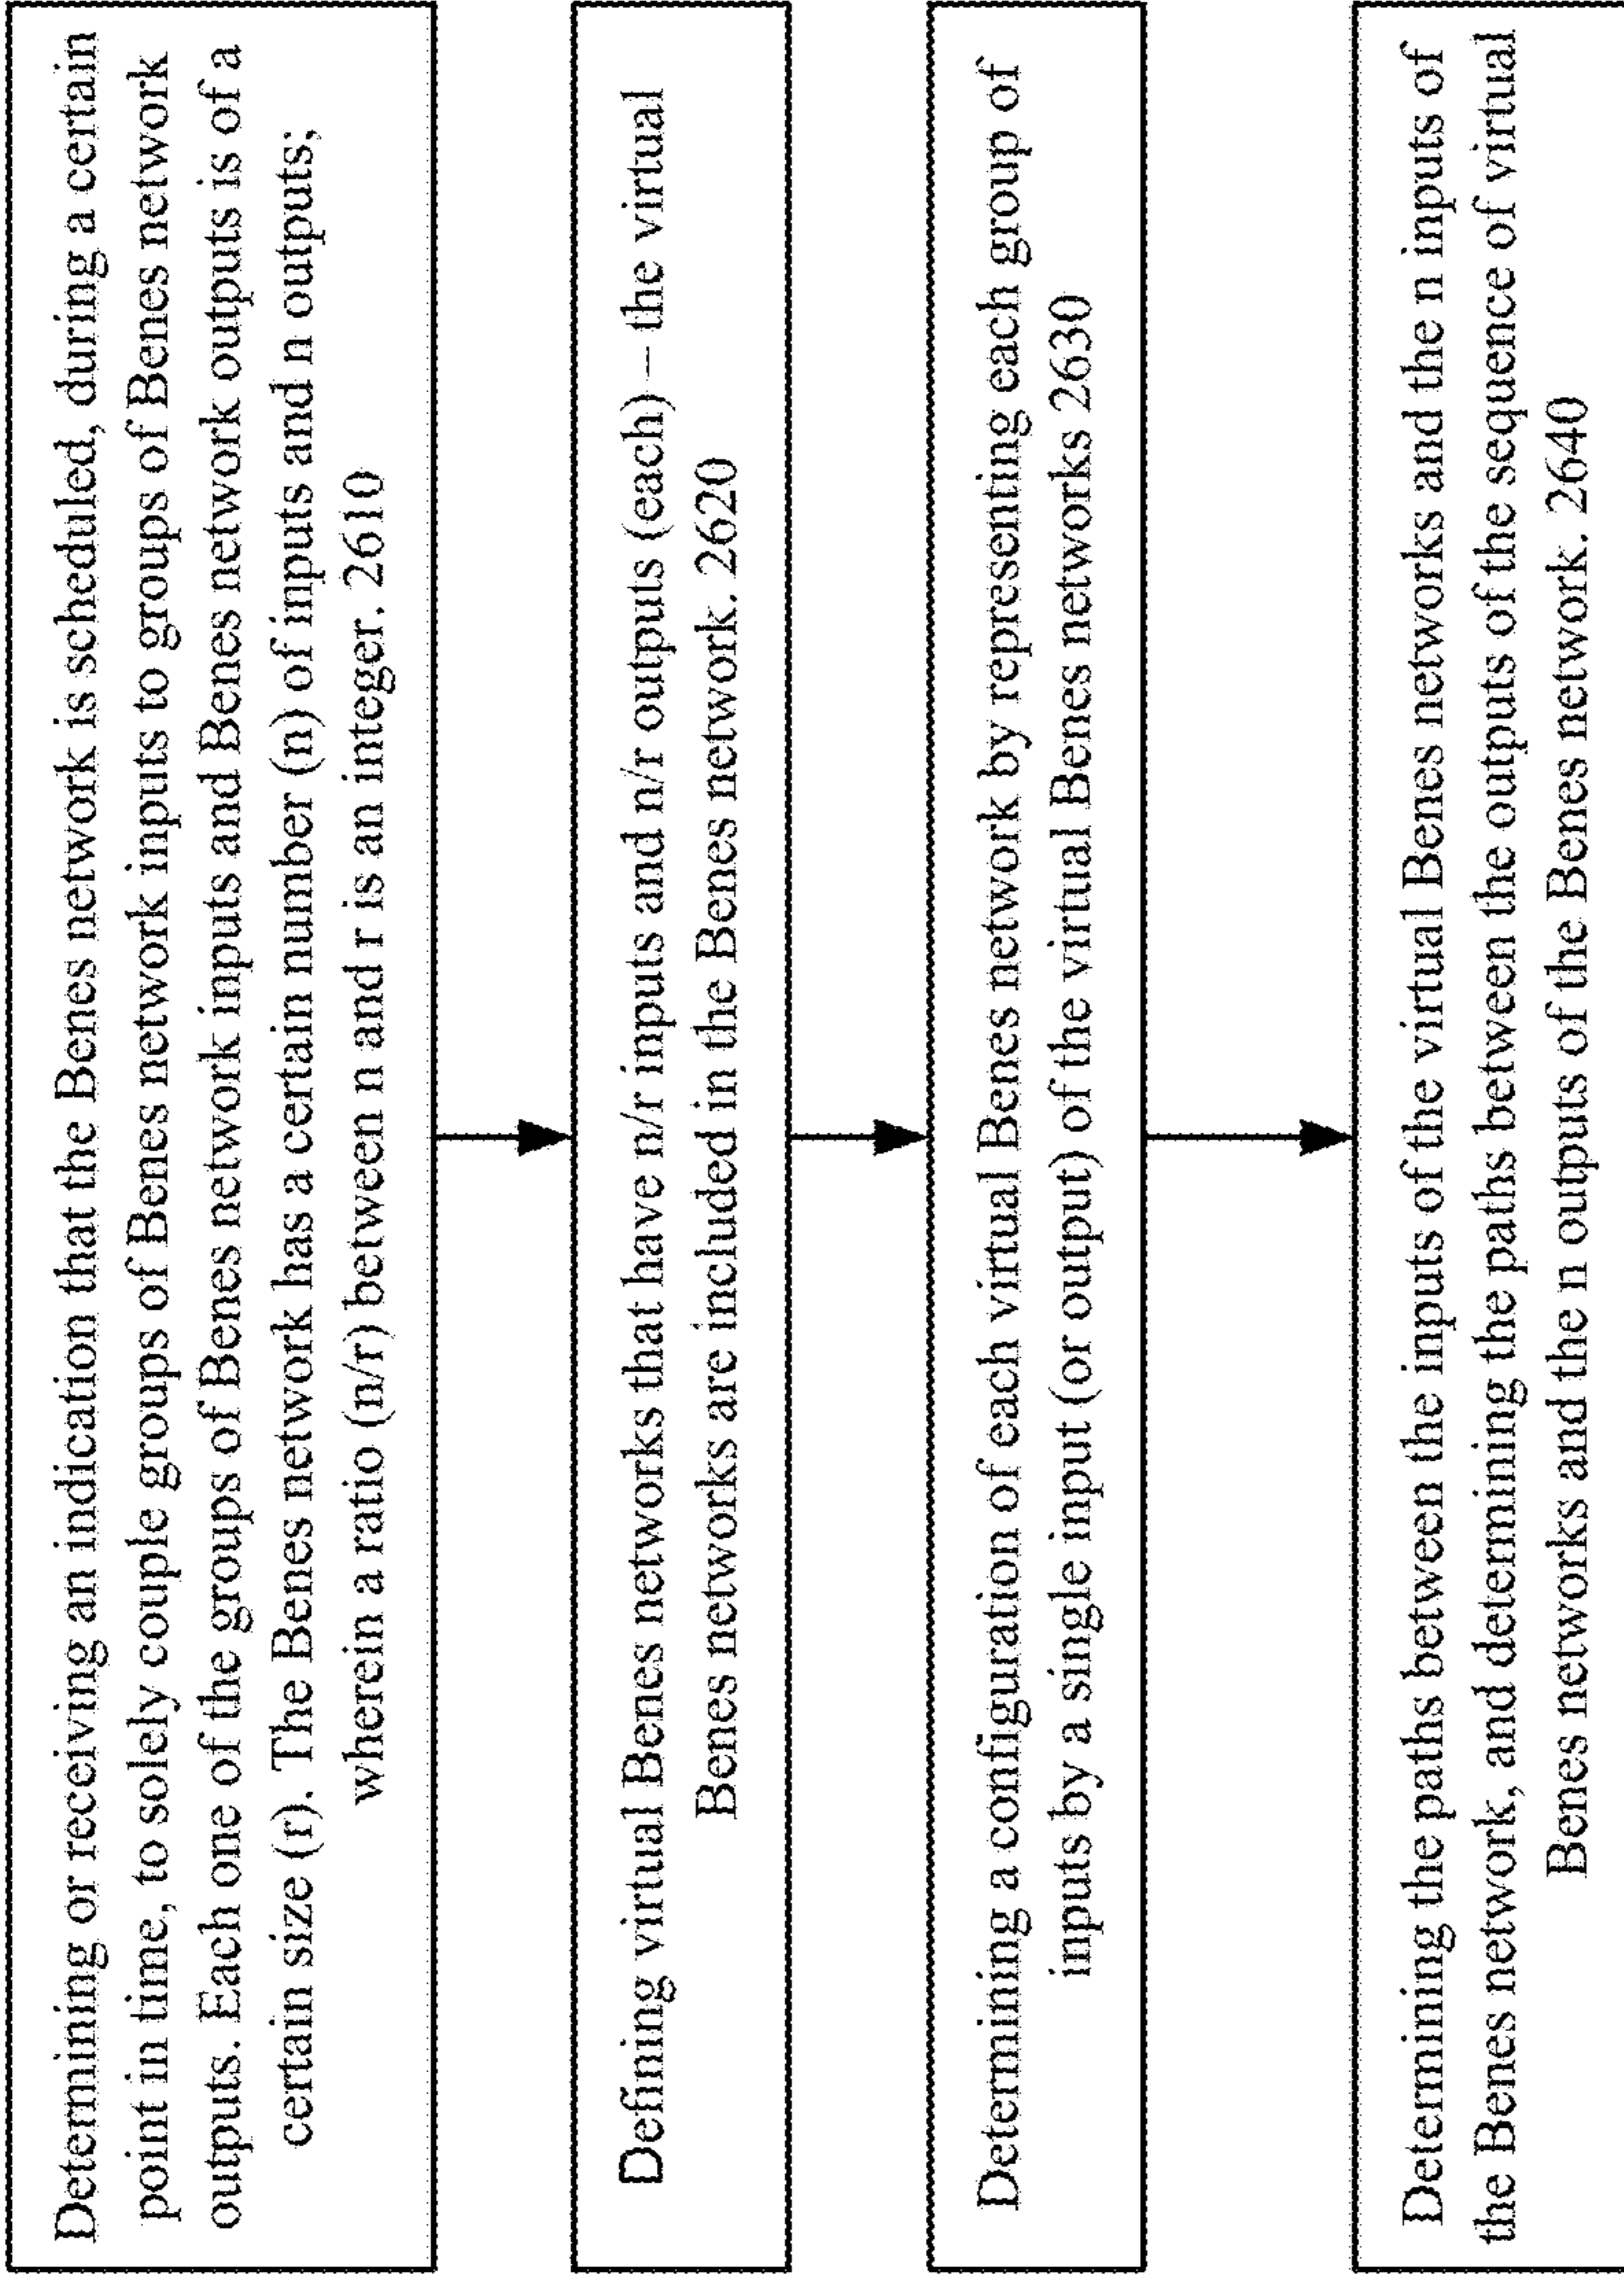 Determining or receiving an indication that the Benes network is scheduled, during a certain
point in time, to solely couple groups of Benes network inputs to groups of Benes network
outputs. Each one of the groups of Benes network inputs and Benes network outputs is of a
certain size (r). The Benes network has a certain number (n) of inputs and n outputs;
wherein a ratio (n/r) between n and r is an integer. 2610
Defining virtual Benes networks that have n/r inputs and n/r outputs (each) – the virtual
Benes networks are included in the Benes network. 2620
Determining a configuration of each virtual Benes network by representing each group of
inputs by a single input (or output) of the virtual Benes networks 2630
Determining the paths between the inputs of the virtual Benes networks and the n inputs of
the Benes network, and determining the paths between the outputs of the sequence of virtual
Benes networks and the n outputs of the Benes network. 2640